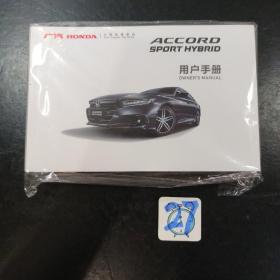 HONDA
ACCORD
SPORT HYBRID
用户手册
OWNER'S MANUAL